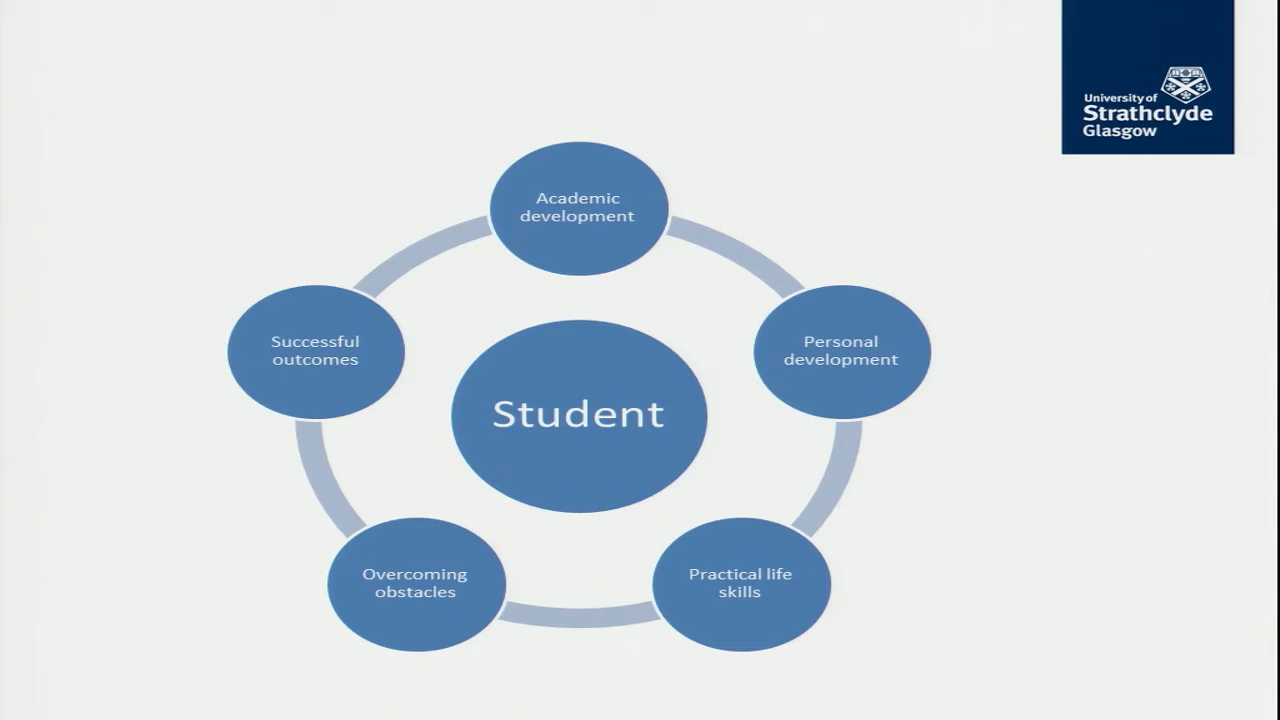 University of
Strathclyde
Glasgow
Academic
development
Successful
outcomes
Personal
development
Student
Overcoming
obstacles
Practical life
skills